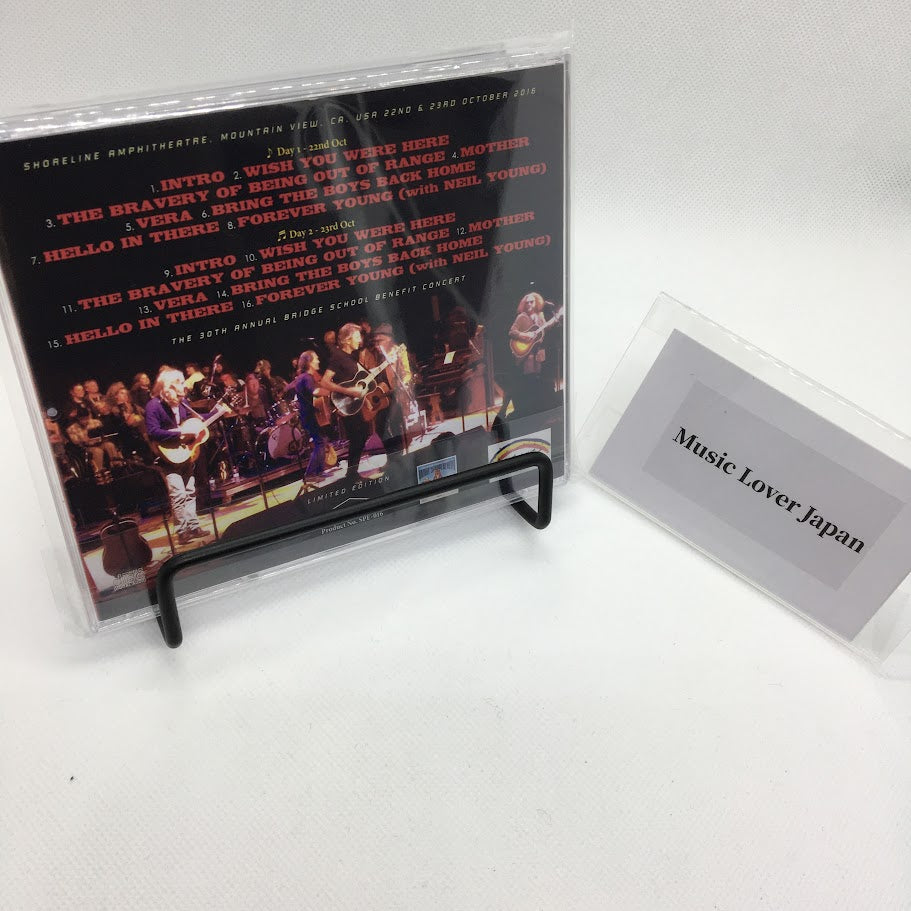 SHORELINE AMPHITHEATRE, MOUNTAIN VIEW, CA, USA 22ND & 23RD OCTOBER 2016
♪ Day 1 - 22nd Oct
1. INTRO 2. WISH YOU WERE HERE
3. THE BRAVERY OF BEING OUT OF RANGE 4. MOTHER
5. VERA 6. BRING THE BOYS BACK HOME
7. HELLO IN THERE 8. FOREVER YOUNG (with NEIL YOUNG)
♬ Day 2 - 23rd Oct
9. INTRO 10. WISH YOU WERE HERE
11. THE BRAVERY OF BEING OUT OF RANGE 12. MOTHER
13. VERA 14. BRING THE BOYS BACK HOME
15. HELLO IN THERE 16. FOREVER YOUNG (with NEIL YOUNG)
THE 30TH ANNUAL BRIDGE SCHOOL BENEFIT CONCERT
LIMITED EDITION
Product No. SPE-016
Music Lover Japan